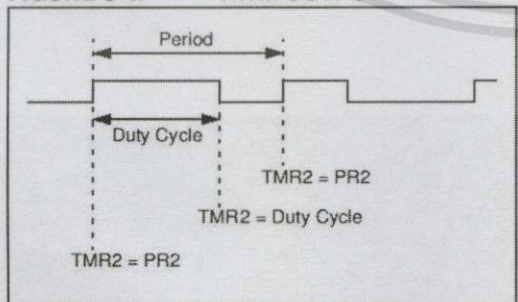 Period
Duty Cycle
TMR2 = PR2
TMR2 = Duty Cycle
TMR2 = PR2